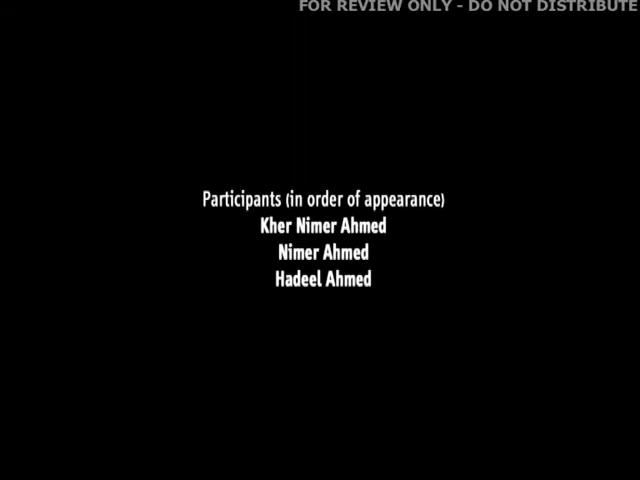 FOR REVIEW ONLY - DO NOT DISTRIBUTE
Participants (in order of appearance)
Kher Nimer Ahmed
Nimer Ahmed
Hadeel Ahmed